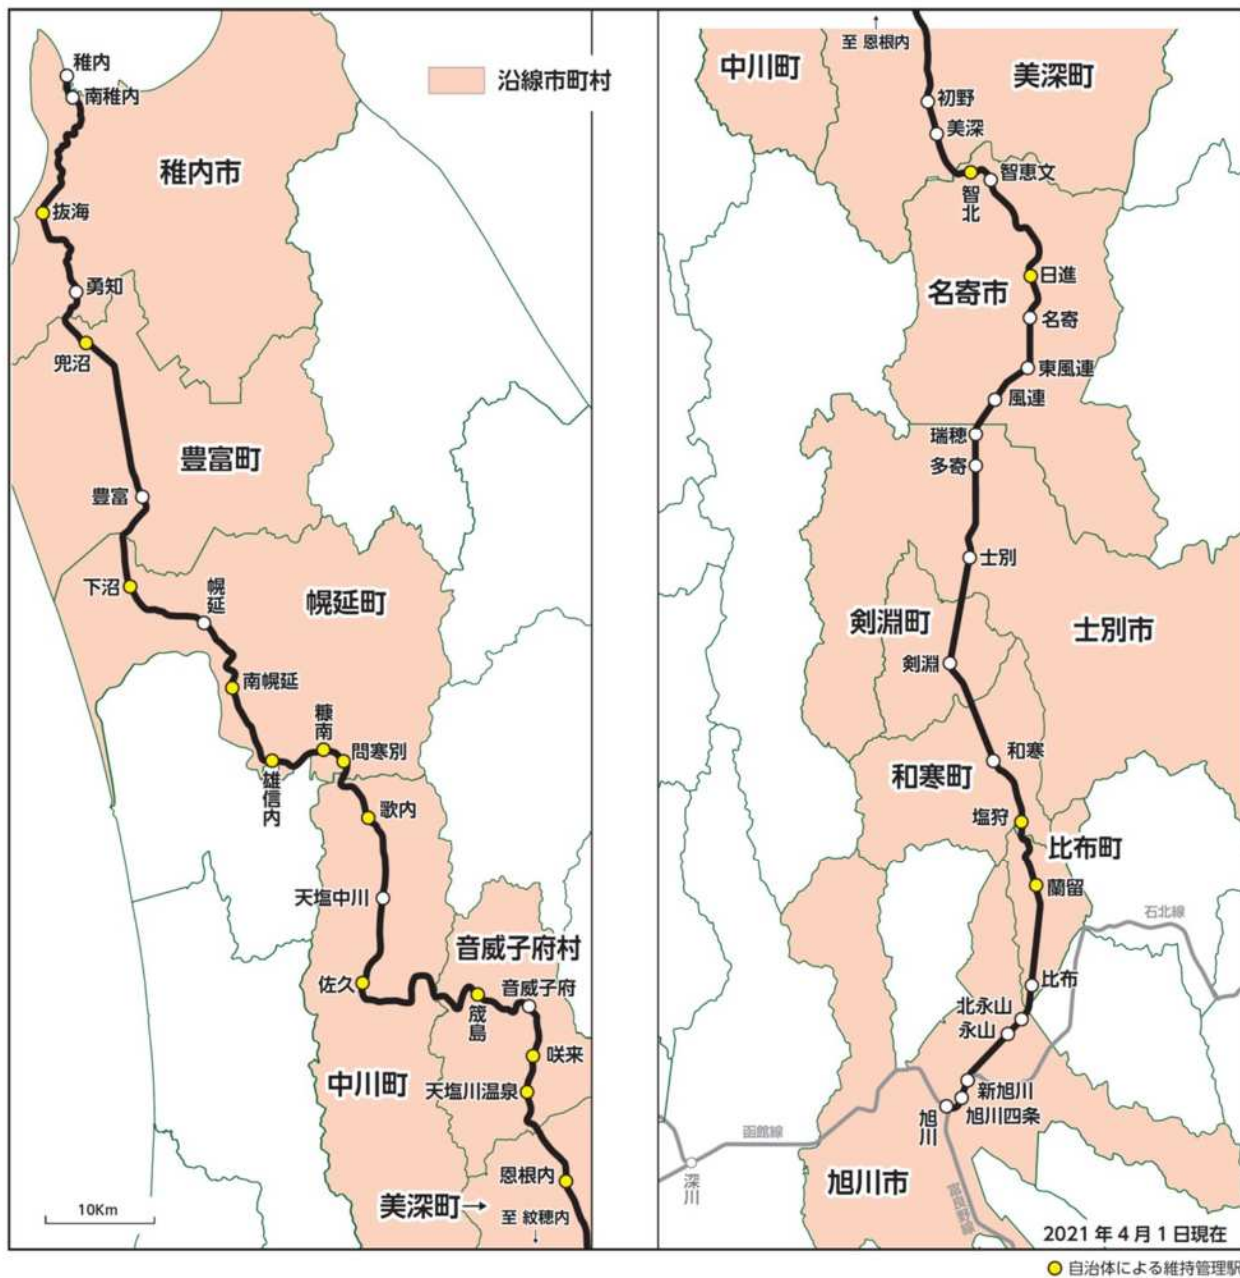 稚内
南稚内
沿線市町村
稚内市
抜海
勇知
兜沼
豊富町
豊富
下沼
幌延
幌延町
南幌延
糠南
問寒別
雄信内
歌内
天塩中川
音威子府村
佐久
音威子府
筬島
咲来
中川町
天塩川温泉
恩根内
美深町→
10Km
至 紋穂内
↓
↑
至 恩根内
中川町
美深町
初野
美深
智恵文
智北
日進
名寄市
名寄
東風連
風連
瑞穂
多寄
士別
剣淵町
士別市
剣淵
和寒
和寒町
塩狩
比布町
蘭留
石北線
比布
北永山
永山
新旭川
旭川四条
旭川
函館線
深川
旭川市
富良野線
2021年4月1日現在
自治体による維持管理駅